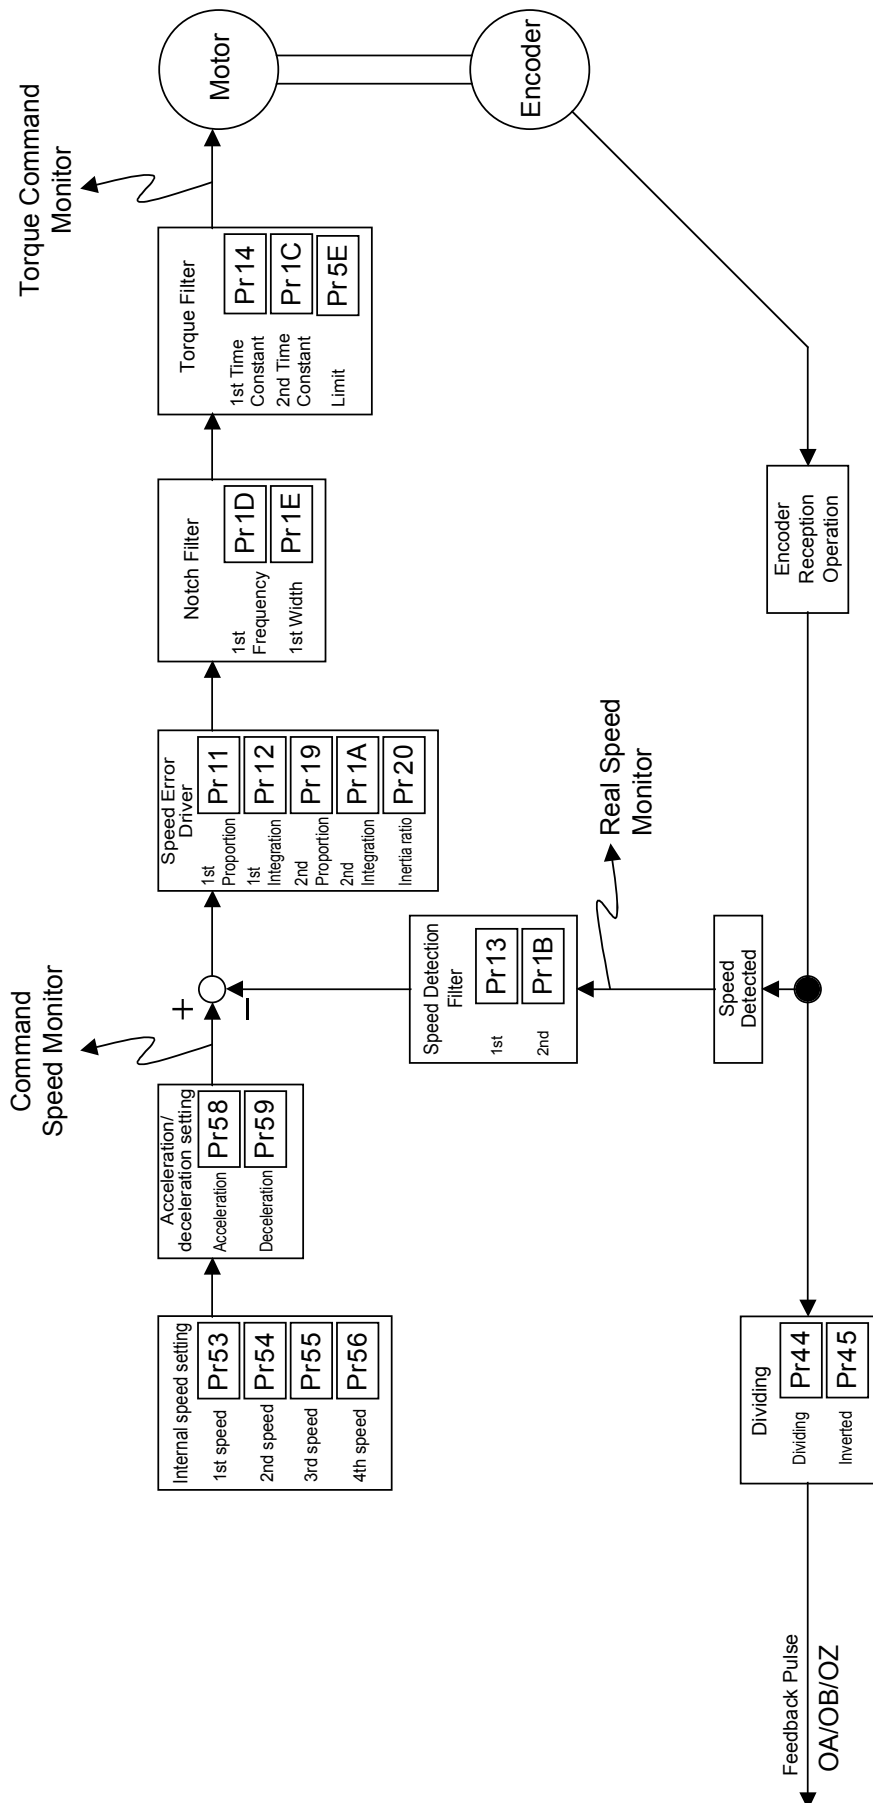 Internal speed setting
1st speed
Pr53
2nd speed
Pr54
3rd speed
Pr55
4th speed
Pr56
Acceleration/
deceleration setting
Acceleration
Pr58
Deceleration
Pr59
Command
Speed Monitor
+
−
Speed Error
Driver
1st
Proportion
Pr11
1st
Integration
Pr12
2nd
Proportion
Pr19
2nd
Integration
Pr1A
Inertia ratio
Pr20
Notch Filter
1st
Frequency
Pr1D
1st Width
Pr1E
Torque Filter
1st Time
Constant
Pr14
2nd Time
Constant
Pr1C
Limit
Pr5E
Torque Command
Monitor
Motor
Encoder
Speed Detection
Filter
1st
Pr13
2nd
Pr1B
Real Speed
Monitor
Speed
Detected
Encoder
Reception
Operation
Dividing
Dividing
Pr44
Inverted
Pr45
Feedback Pulse
OA/OB/OZ